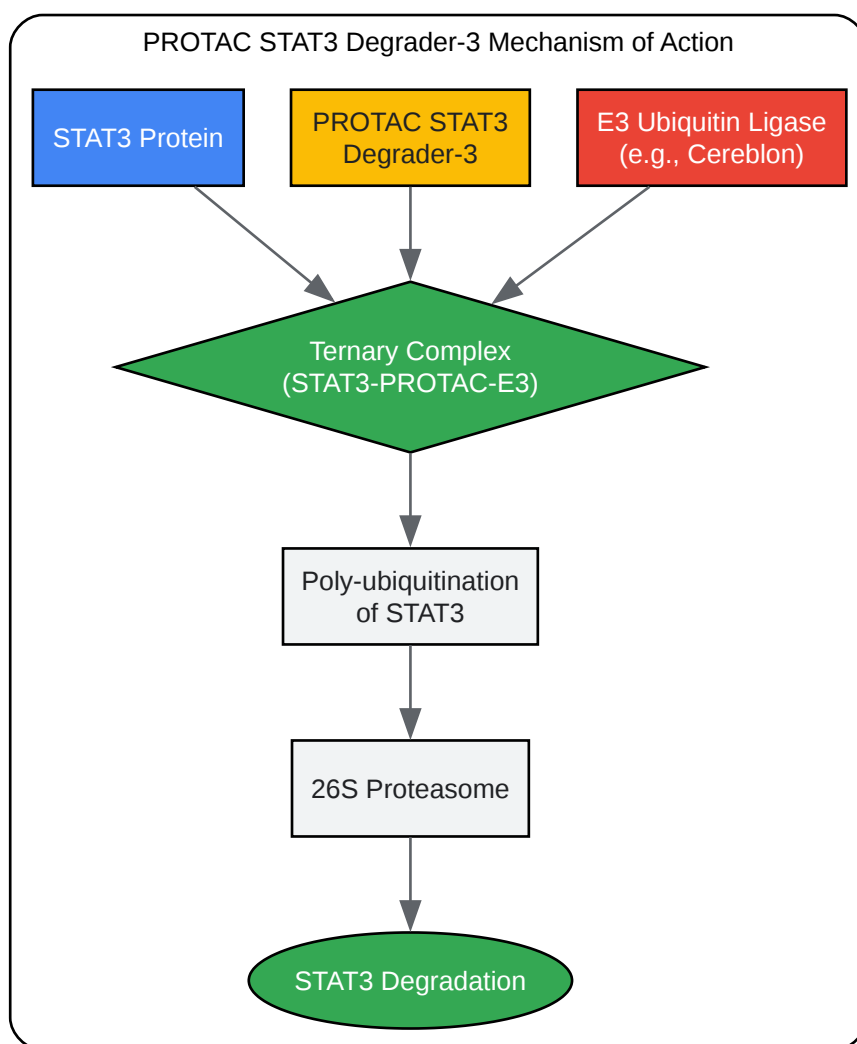 PROTAC STAT3 Degrader-3 Mechanism of Action
STAT3 Protein
PROTAC STAT3
Degrader-3
E3 Ubiquitin Ligase
(e.g., Cereblon)
Ternary Complex
(STAT3-PROTAC-E3)
Poly-ubiquitination
of STAT3
26S Proteasome
STAT3 Degradation